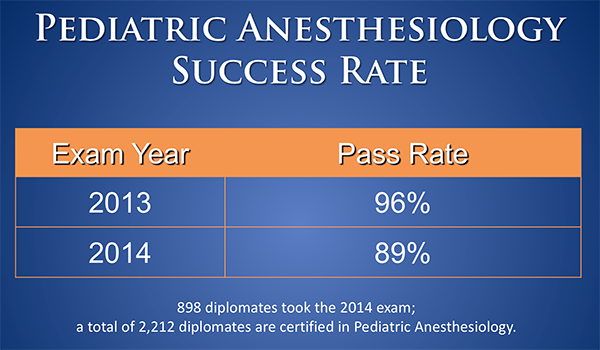 PEDIATRIC ANESTHESIOLOGY
SUCCESS RATE
Exam Year Pass Rate
2013 96%
2014 89%
898 diplomates took the 2014 exam;
a total of 2,212 diplomates are certified in Pediatric Anesthesiology.